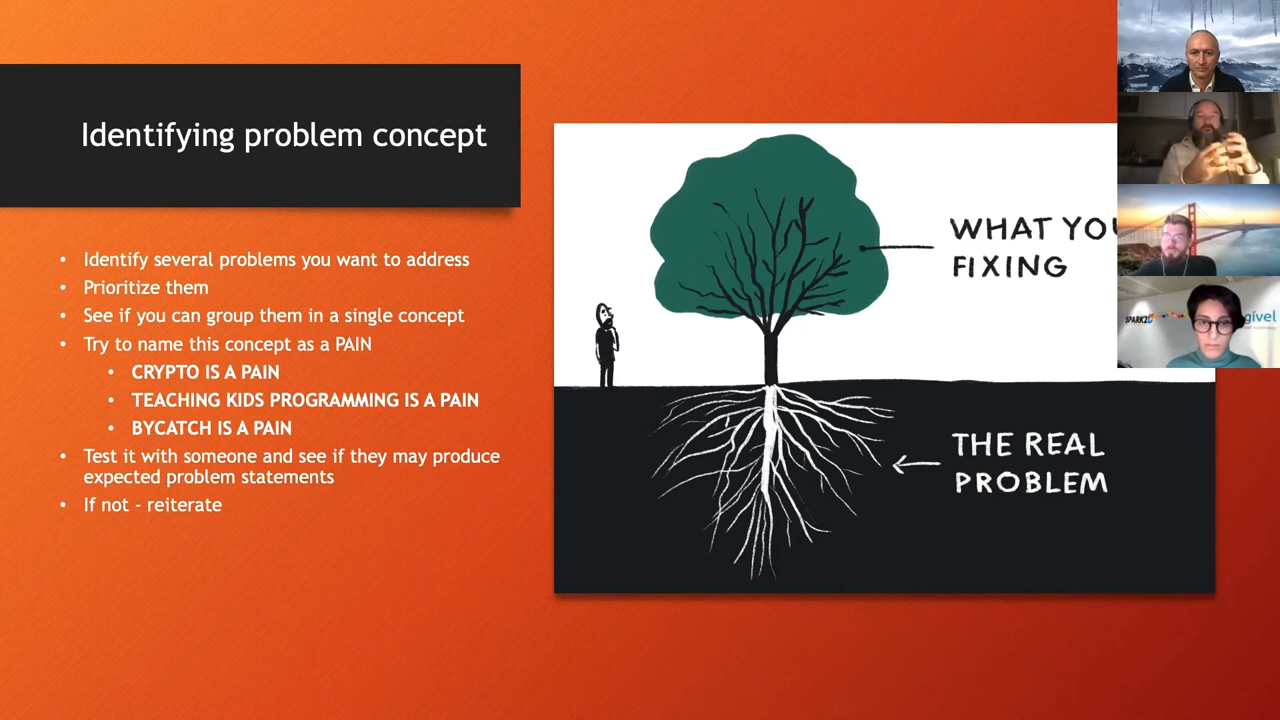 Identifying problem concept
• Identify several problems you want to address
• Prioritize them
• See if you can group them in a single concept
• Try to name this concept as a PAIN
• CRYPTO IS A PAIN
• TEACHING KIDS PROGRAMMING IS A PAIN
• BYCATCH IS A PAIN
• Test it with someone and see if they may produce
expected problem statements
• If not - reiterate
WHAT YOU
FIXING
THE REAL
PROBLEM